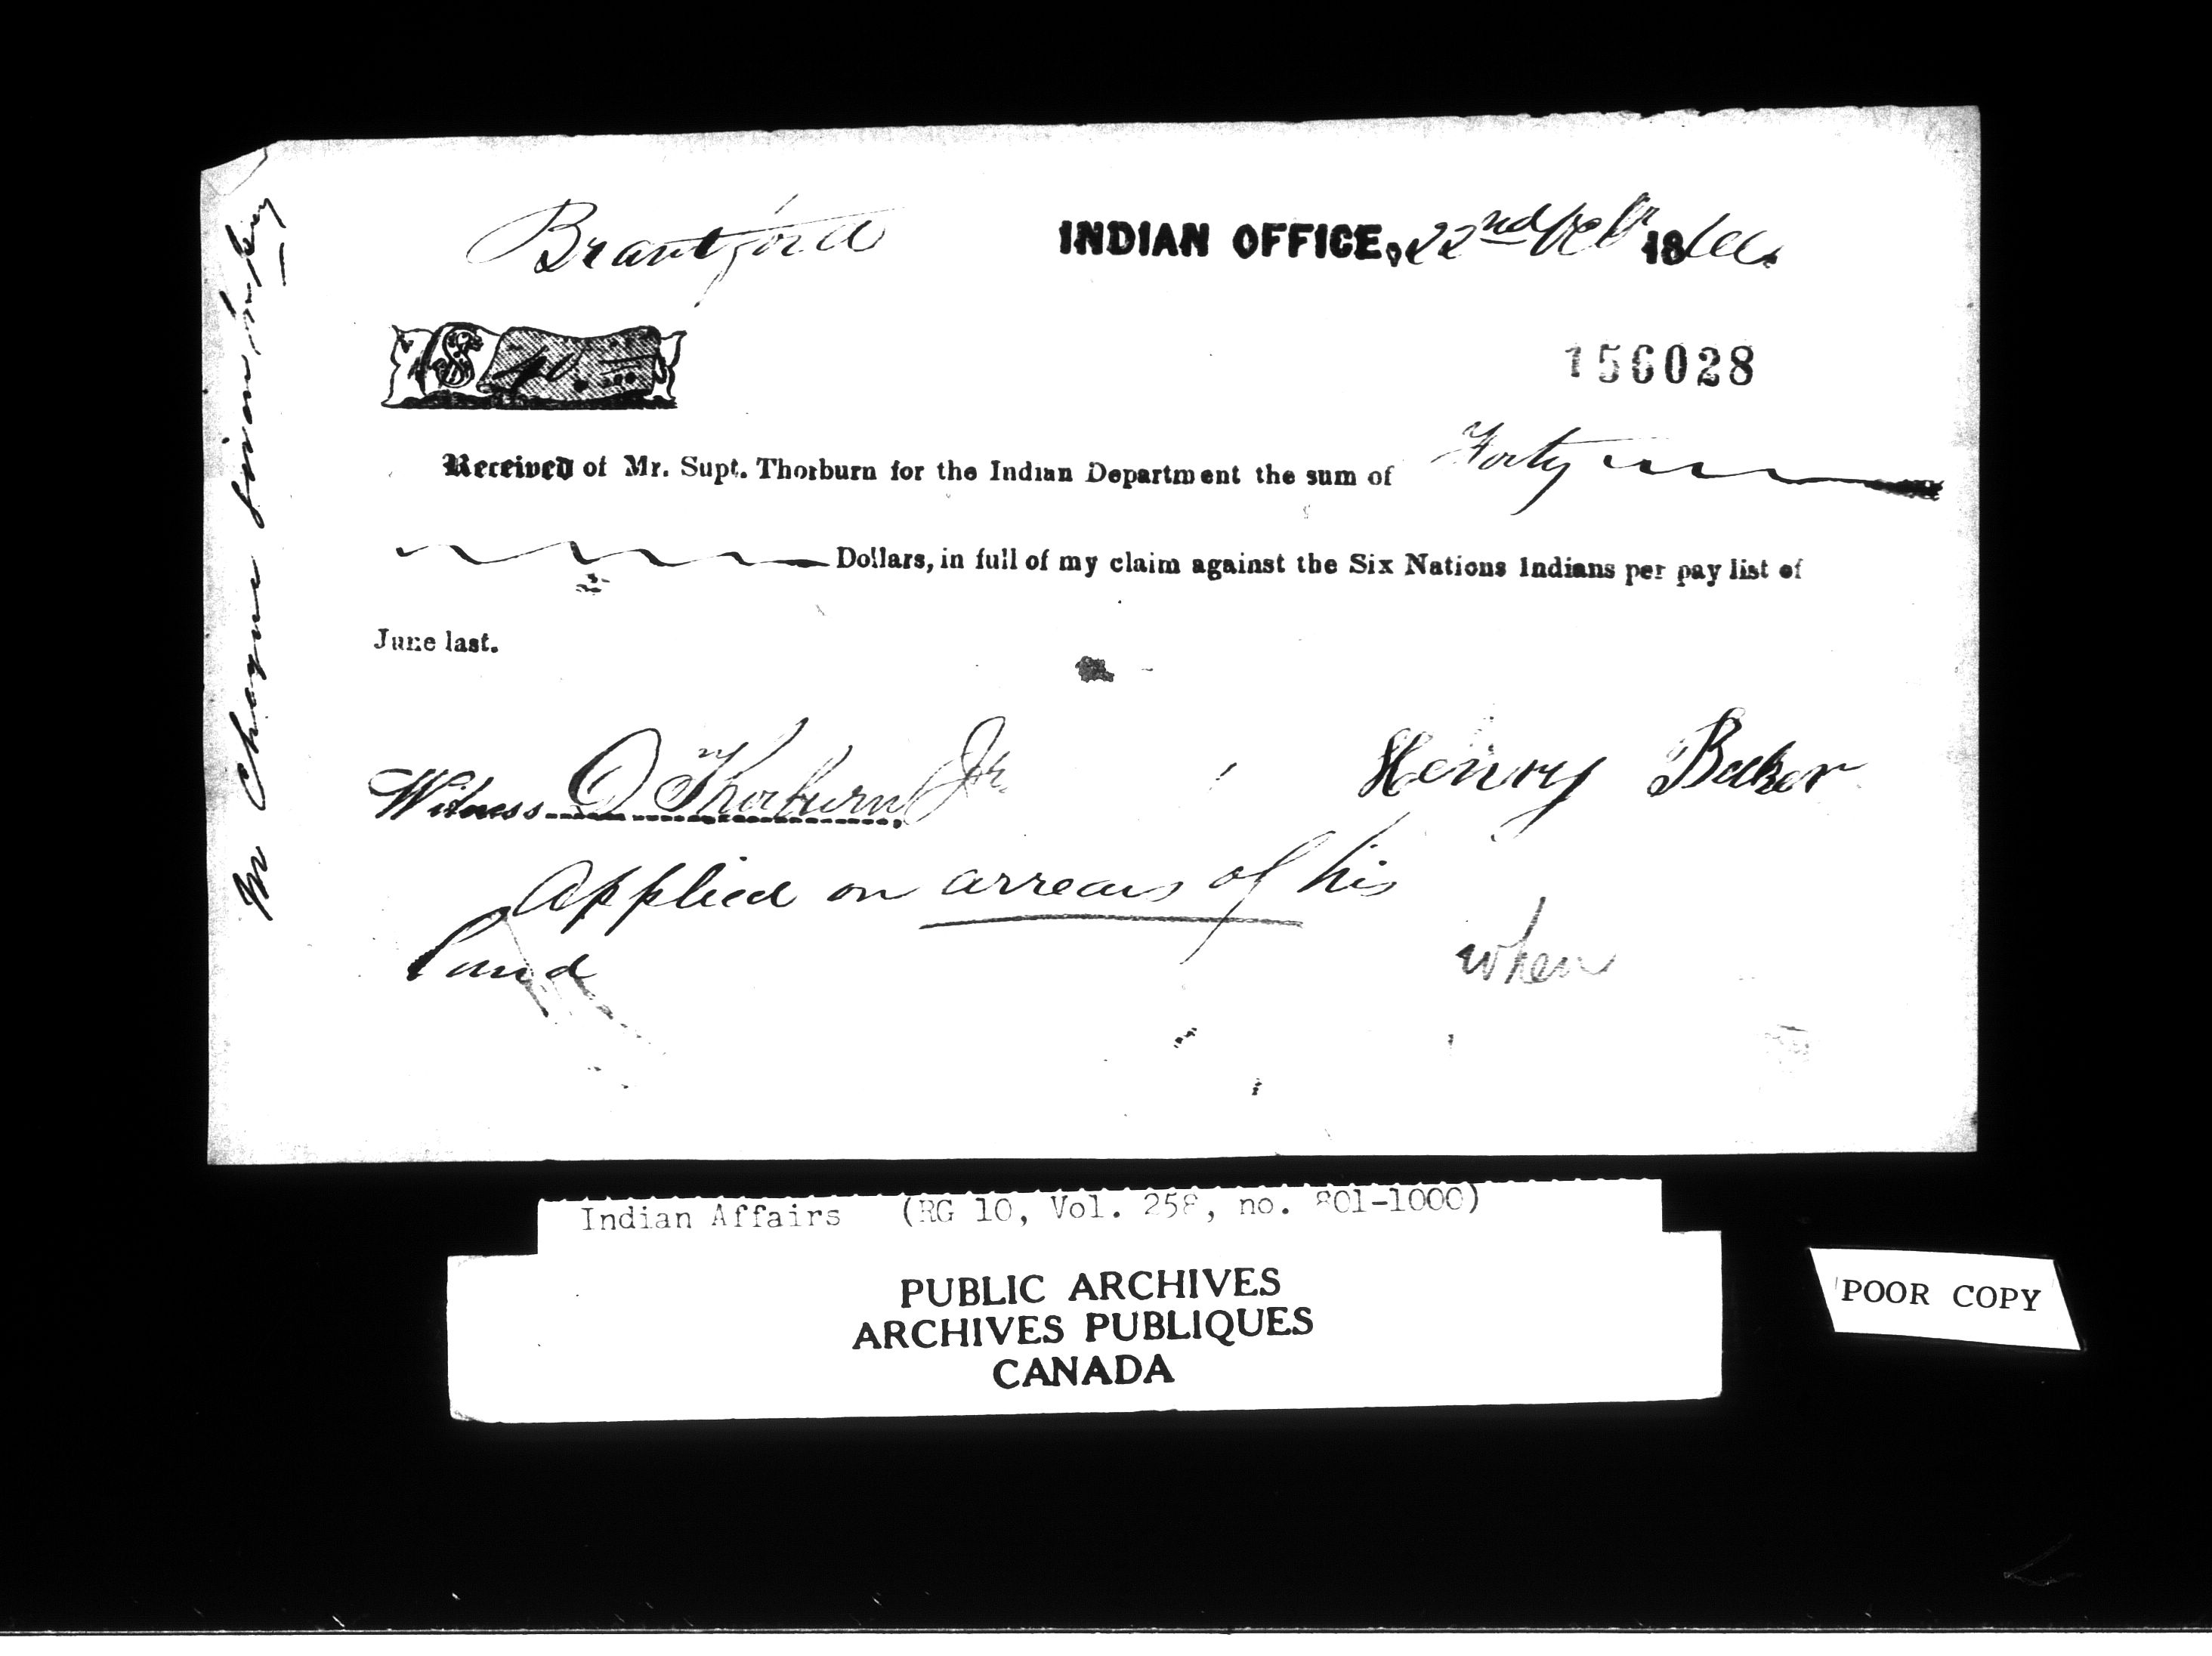 Brantford INDIAN OFFICE, 22nd Feb 18
$ 40.
156028
Received of Mr. Supt. Thorburn for the Indian Department the sum of Forty
Dollars, in full of my claim against the Six Nations Indians per pay list of
June last.
Witness D Thorburn Jr. Henry Baker
Applied on arrears of his
land
when
Indian Affairs (RG 10, Vol. 258, no. 801-1000)
PUBLIC ARCHIVES
ARCHIVES PUBLIQUES
CANADA
POOR COPY